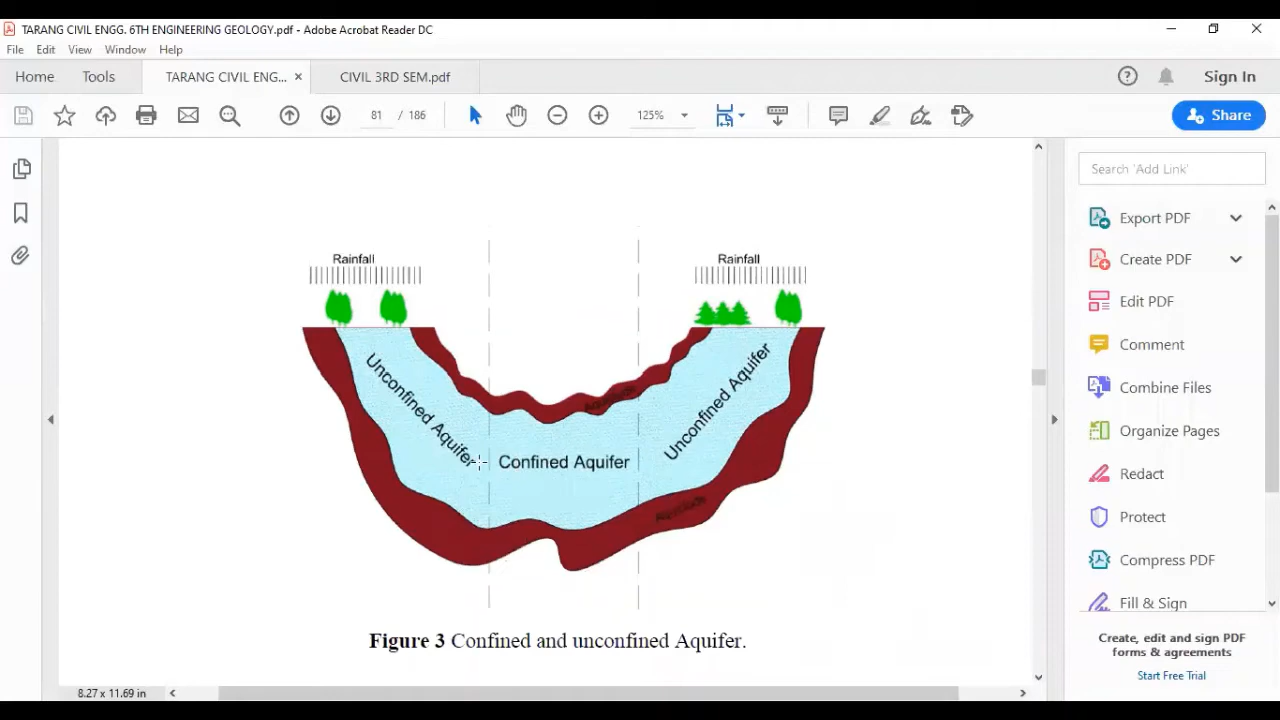 TARANG CIVIL ENGG. 6TH ENGINEERING GEOLOGY.pdf - Adobe Acrobat Reader DC
File Edit View Window Help
Home Tools TARANG CIVIL ENG... × CIVIL 3RD SEM.pdf Sign In
81 / 186 125% Share
Search 'Add Link'
Export PDF
Create PDF
Edit PDF
Comment
Combine Files
Organize Pages
Redact
Protect
Compress PDF
Fill & Sign
Create, edit and sign PDF
forms & agreements
Start Free Trial
Rainfall Rainfall
Unconfined Aquifer
Confined Aquifer
Unconfined Aquifer
Figure 3 Confined and unconfined Aquifer.
8.27 x 11.69 in